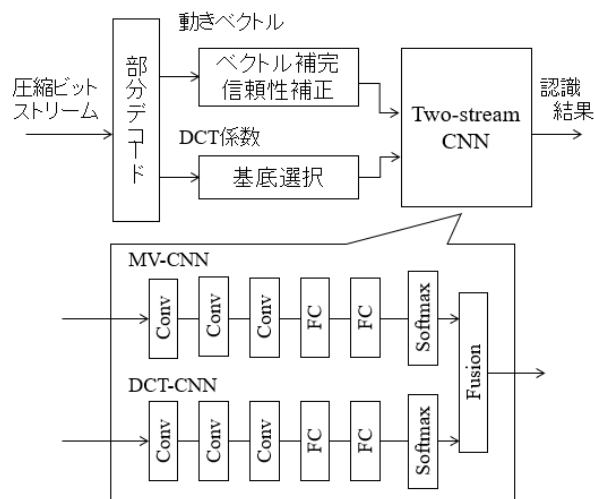 動きベクトル
圧縮ビット
ストリーム
部分デコード
ベクトル補完
信頼性補正
DCT係数
基底選択
Two-stream
CNN
認識
結果
MV-CNN
Conv
Conv
Conv
FC
FC
Softmax
Fusion
DCT-CNN
Conv
Conv
Conv
FC
FC
Softmax